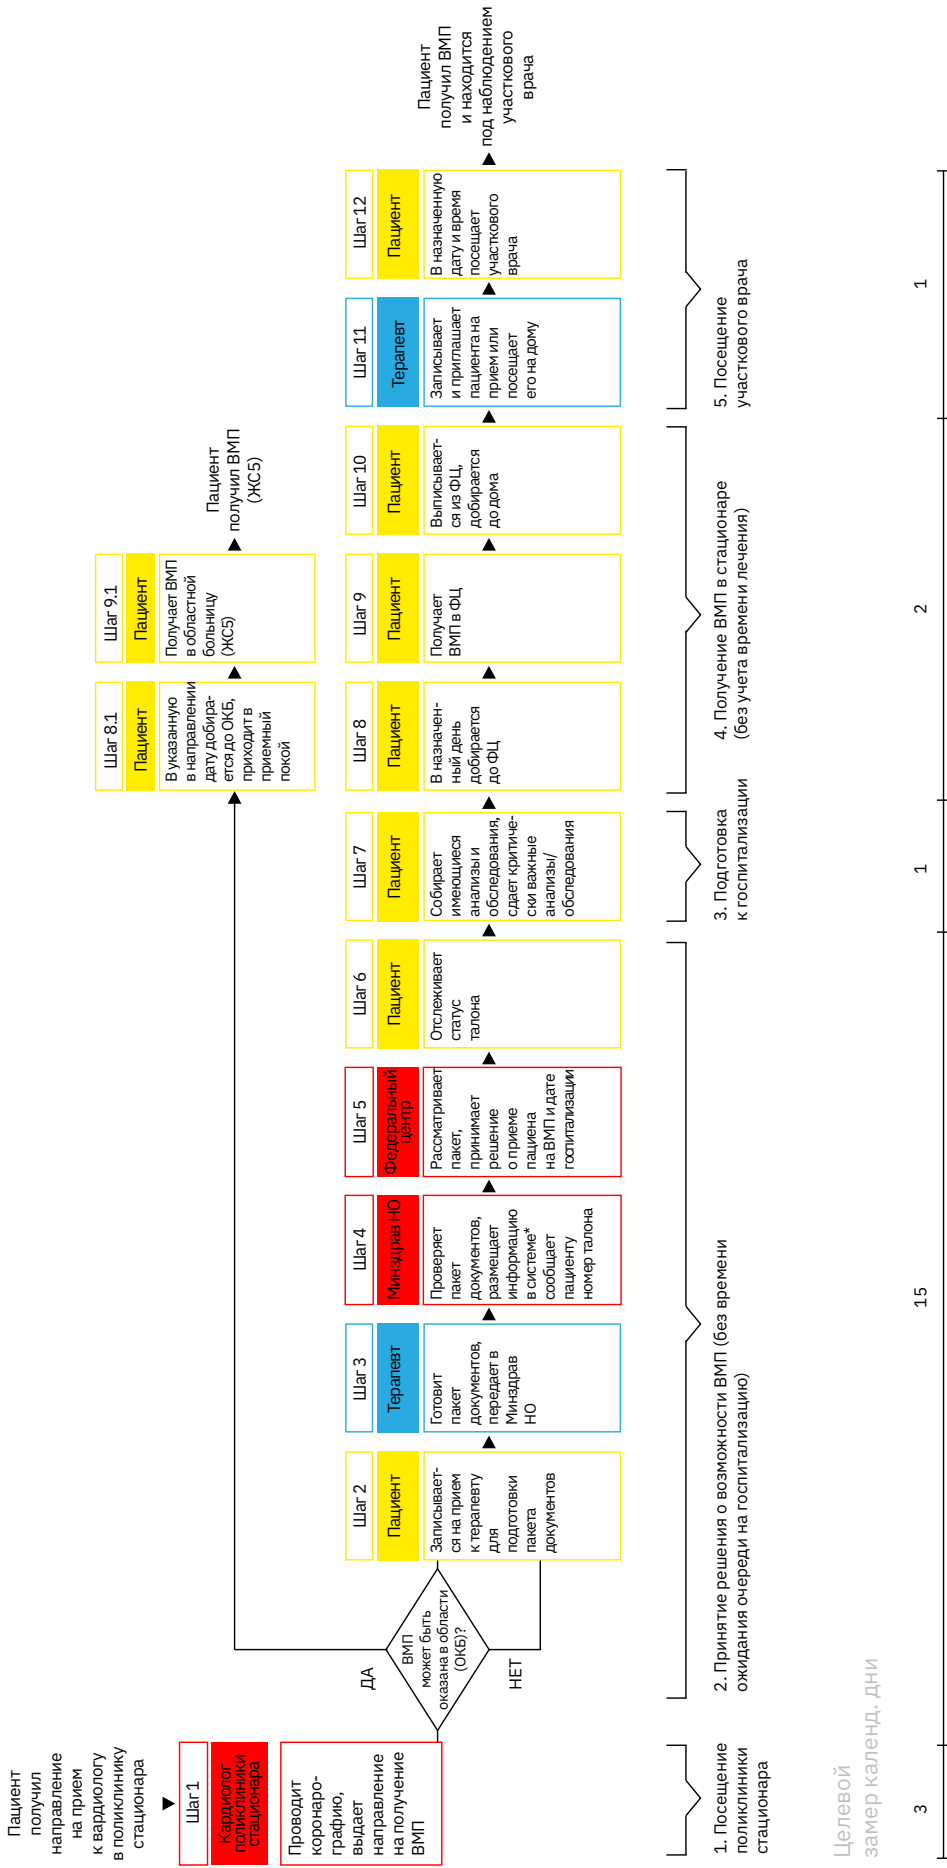 Пациент
получил
направление
на прием
к вардиологу
в поликлинику
стационара
Шаг 1
Кардиолог
поликлиники
стационара
Проводит
коронаро-
графию,
выдает
направление
на получение
ВМП
ВМП
может быть
оказана в области
(ОКБ)?
ДА
НЕТ
Шаг 8.1
Пациент
В указанную
в направлении
дату добира-
ется до ОКБ,
приходит в
приемный
покой
Шаг 9.1
Пациент
Получает ВМП
в областной
больницу
(ЖС5)
Пациент
получил ВМП
(ЖС5)
Шаг 2
Пациент
Записывает-
ся на прием
к терапевту
для
подготовки
пакета
документов
Шаг 3
Терапевт
Готовит
пакет
документов,
передает в
Минздрав
НО
Шаг 4
Минздрав НО
Проверяет
пакет
документов,
размещает
информацию
в системе*
сообщает
пациенту
номер талона
Шаг 5
Федеральный
центр
Рассматривает
пакет,
принимает
решение
о приеме
пациена
на ВМП и дате
госпитализации
Шаг 6
Пациент
Отслеживает
статус
талона
Шаг 7
Пациент
Собирает
имеющиеся
анализы и
обследования,
сдает критиче-
ски важные
анализы/
обследования
Шаг 8
Пациент
В назначен-
ный день
добирается
до ФЦ
Шаг 9
Пациент
Получает
ВМП в ФЦ
Шаг 10
Пациент
Выписывает-
ся из ФЦ,
добирается
до дома
Шаг 11
Терапевт
Записывает
и приглашает
пациента на
прием или
посещает
его на дому
Шаг 12
Пациент
В назначенную
дату и время
посещает
участкового
врача
Пациент
получил ВМП
и находится
под наблюдением
участкового
врача
1. Посещение
поликлиники
стационара
2. Принятие решения о возможности ВМП (без времени
ожидания очереди на госпитализацию)
3. Подготовка
к госпитализации
4. Получение ВМП в стационаре
(без учета времени лечения)
5. Посещение
участкового врача
Целевой
замер календ. дни
3
15
1
2
1